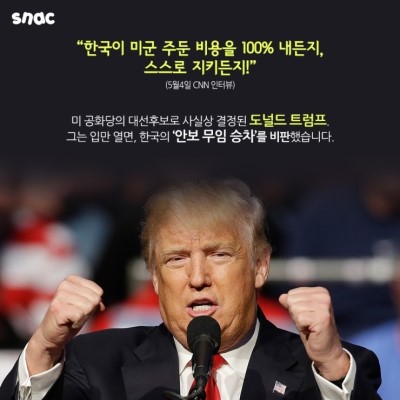 snac
“한국이 미군 주둔 비용을 100% 내든지,
스스로 지키든지!”
(5월4일 CNN 인터뷰)
미 공화당의 대선후보로 사실상 결정된 도널드 트럼프.
그는 입만 열면, 한국의 ‘안보 무임 승차’를 비판했습니다.